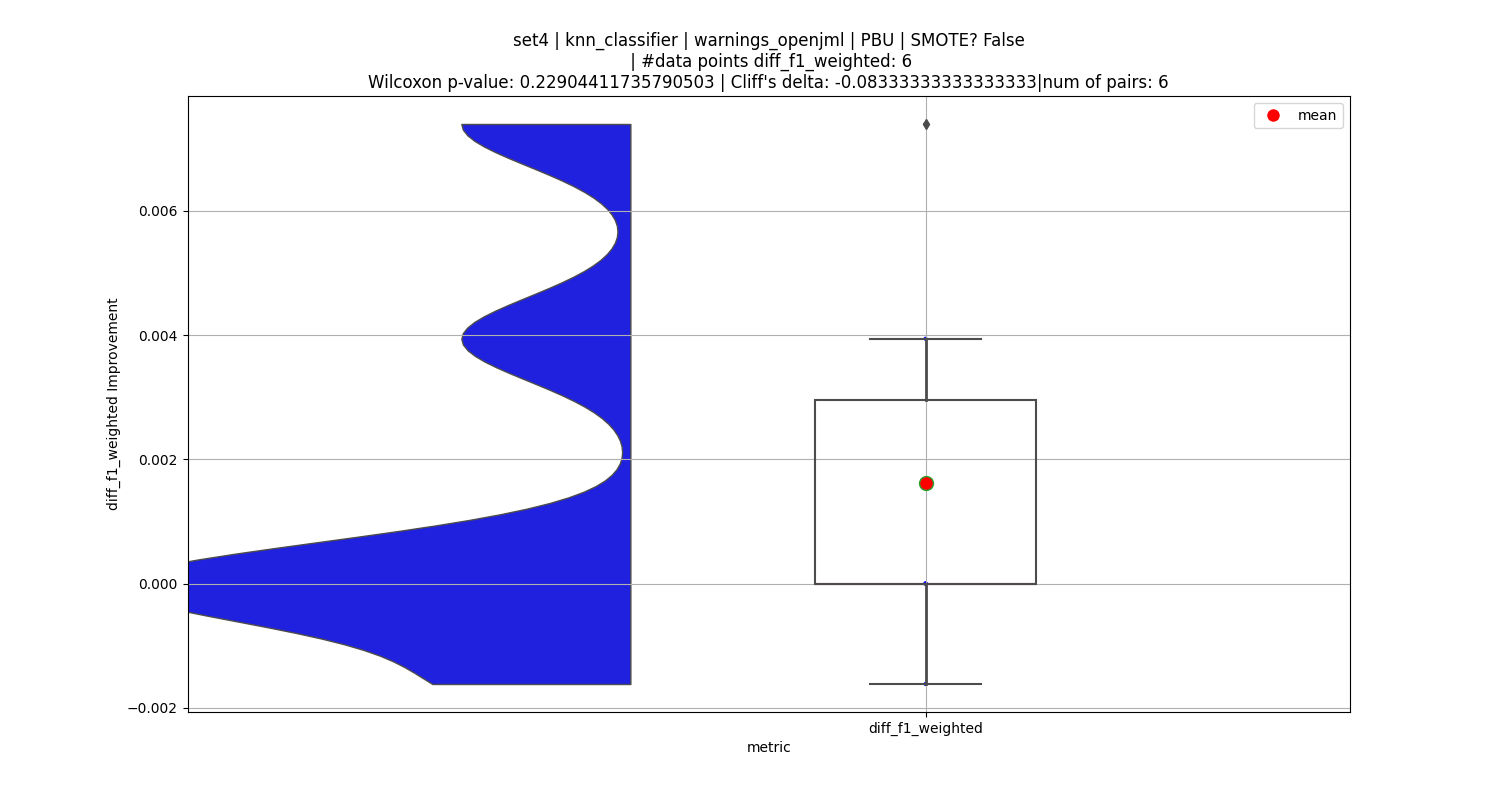 set4 | knn_classifier | warnings_openjml | PBU | SMOTE? False
| #data points diff_f1_weighted: 6
Wilcoxon p-value: 0.22904411735790503 | Cliff's delta: -0.08333333333333333|num of pairs: 6
mean
0.006
0.004
0.002
0.000
−0.002
diff_f1_weighted Improvement
diff_f1_weighted
metric